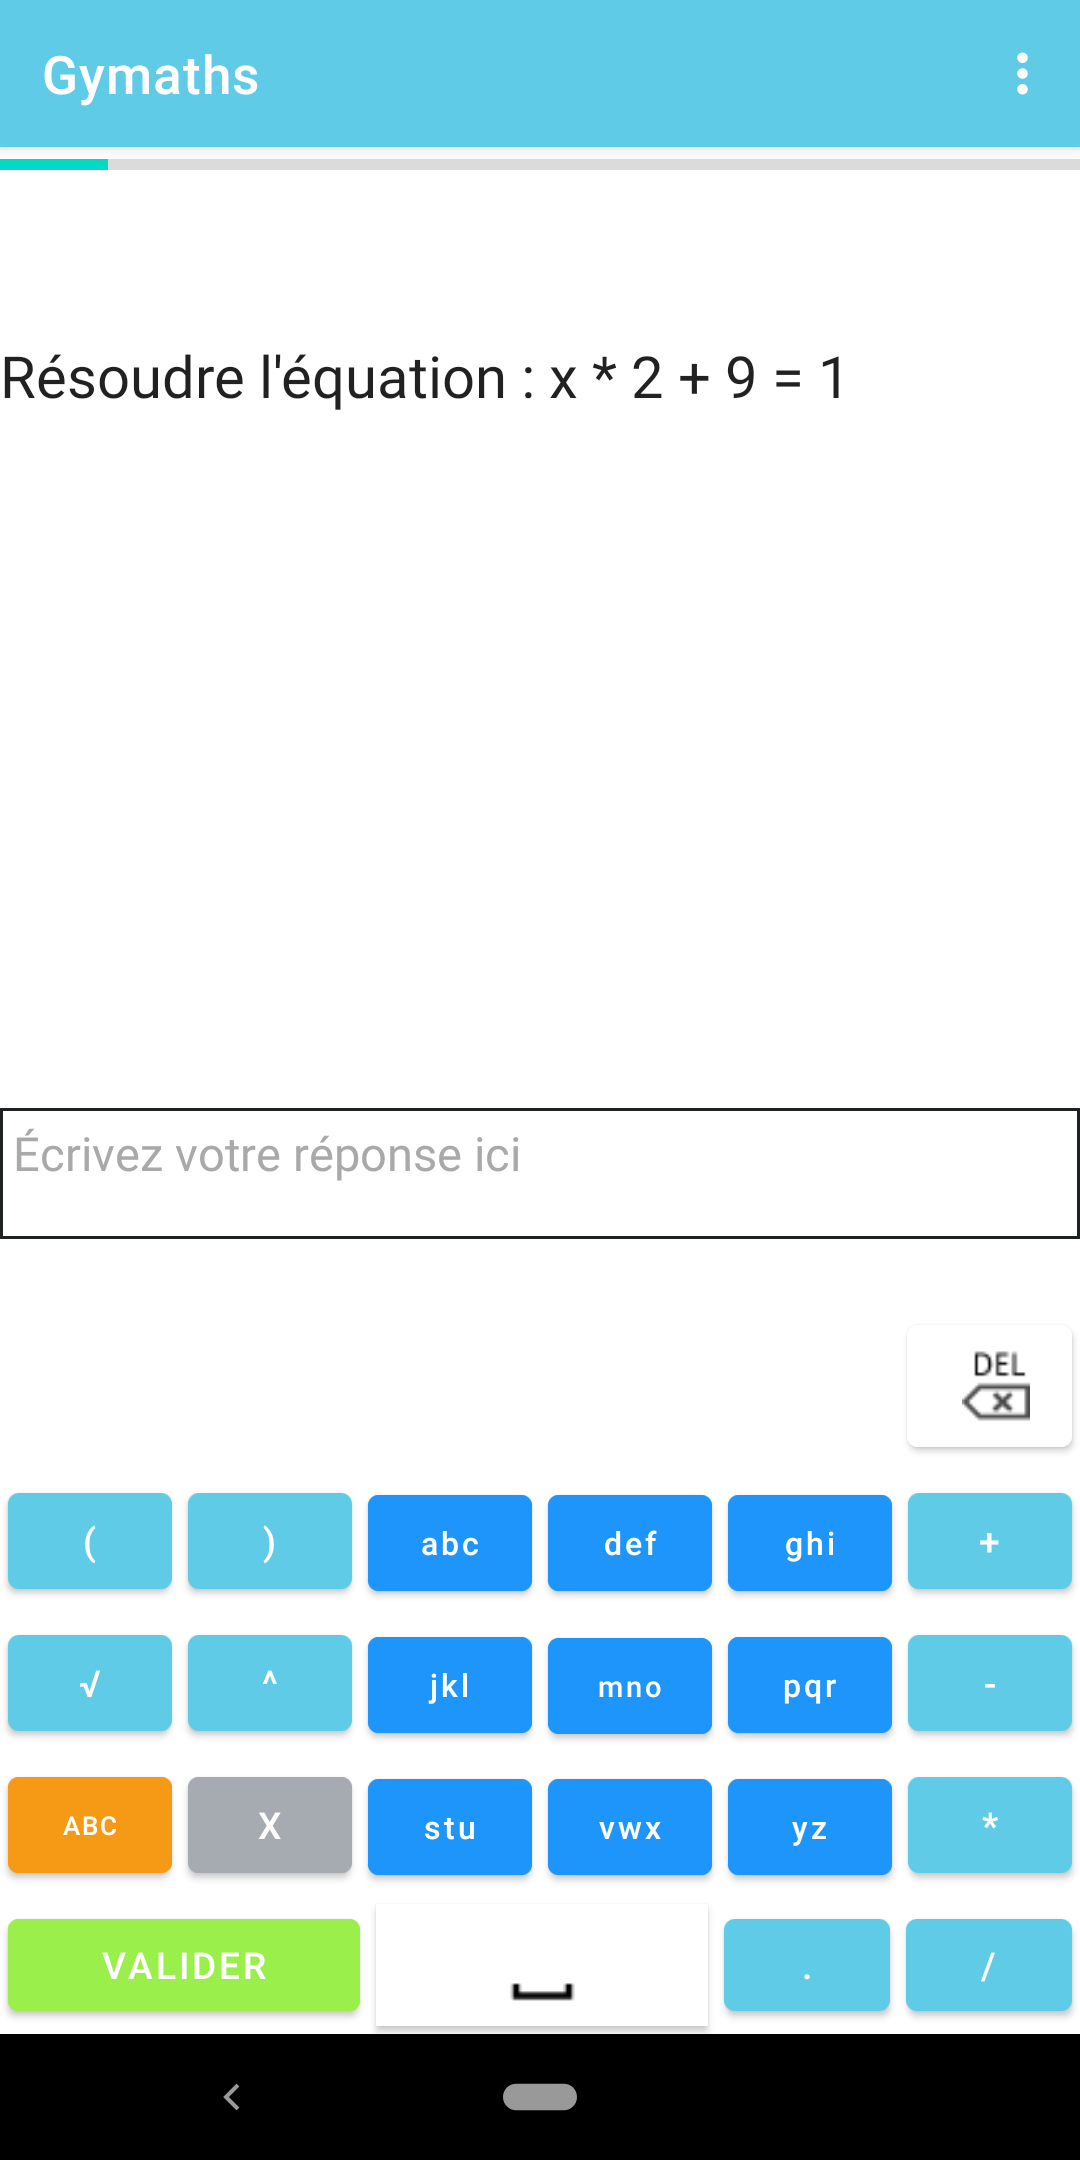 Gymaths
Résoudre l'équation : x * 2 + 9 = 1
Écrivez votre réponse ici
DEL
( ) abc def ghi +
√ ^ jkl mno pqr -
ABC X stu vwx yz *
VALIDER . /